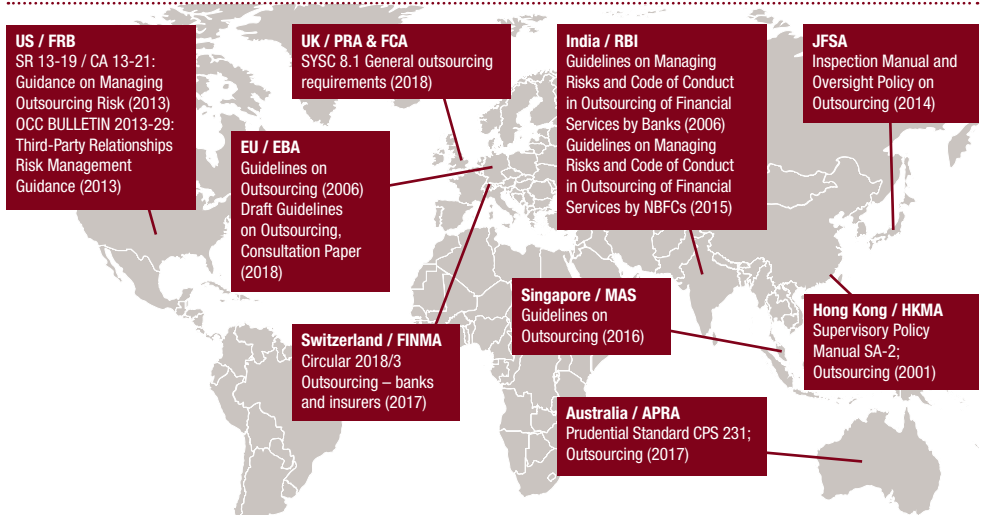 US / FRB
SR 13-19 / CA 13-21:
Guidance on Managing
Outsourcing Risk (2013)
OCC BULLETIN 2013-29:
Third-Party Relationships
Risk Management
Guidance (2013)
UK / PRA & FCA
SYSC 8.1 General outsourcing
requirements (2018)
EU / EBA
Guidelines on
Outsourcing (2006)
Draft Guidelines
on Outsourcing,
Consultation Paper
(2018)
India / RBI
Guidelines on Managing
Risks and Code of Conduct
in Outsourcing of Financial
Services by Banks (2006)
Guidelines on Managing
Risks and Code of Conduct
in Outsourcing of Financial
Services by NBFCs (2015)
JFSA
Inspection Manual and
Oversight Policy on
Outsourcing (2014)
Switzerland / FINMA
Circular 2018/3
Outsourcing – banks
and insurers (2017)
Singapore / MAS
Guidelines on
Outsourcing (2016)
Hong Kong / HKMA
Supervisory Policy
Manual SA-2;
Outsourcing (2001)
Australia / APRA
Prudential Standard CPS 231;
Outsourcing (2017)